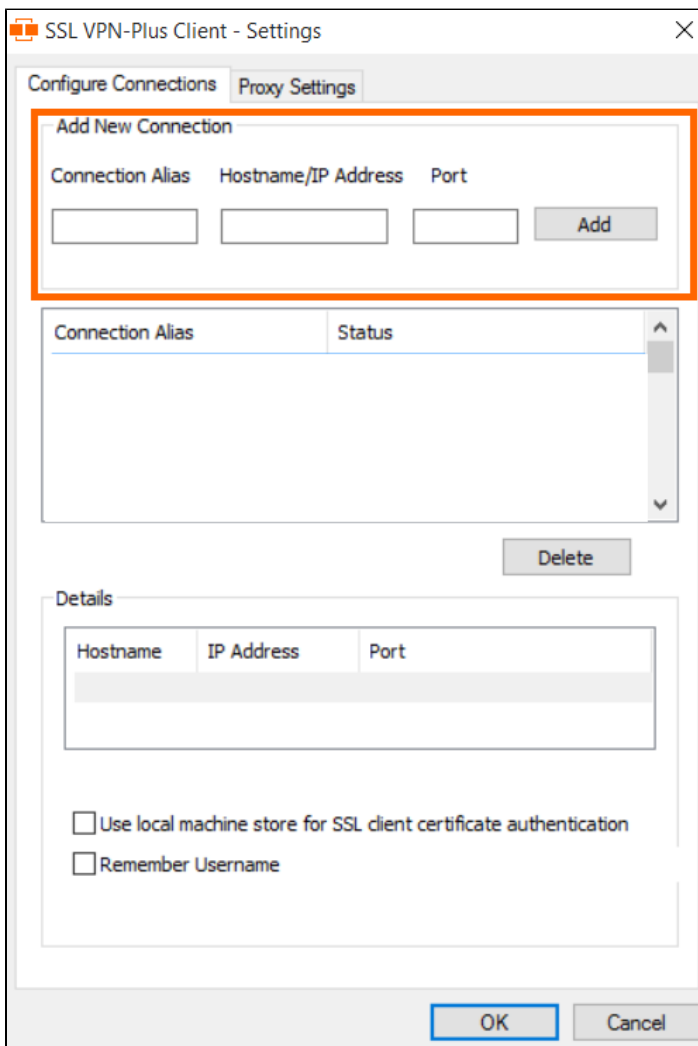 SSL VPN-Plus Client - Settings
Configure Connections Proxy Settings
Add New Connection
Connection Alias Hostname/IP Address Port
Add
Connection Alias Status
Delete
Details
Hostname IP Address Port
Use local machine store for SSL client certificate authentication
Remember Username
OK Cancel